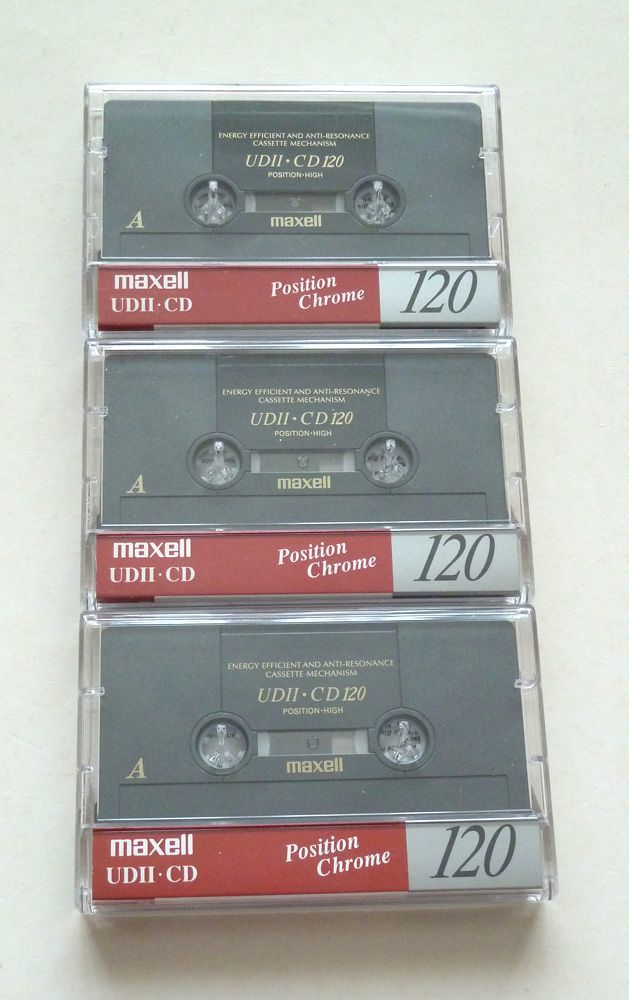 ENERGY EFFICIENT AND ANTI-RESONANCE
CASSETTE MECHANISM
UDII • CD 120
POSITION•HIGH
A
maxell
maxell
UDII·CD
Position
Chrome
120
ENERGY EFFICIENT AND ANTI-RESONANCE
CASSETTE MECHANISM
UDII • CD 120
POSITION•HIGH
A
maxell
maxell
UDII·CD
Position
Chrome
120
ENERGY EFFICIENT AND ANTI-RESONANCE
CASSETTE MECHANISM
UDII • CD 120
POSITION•HIGH
A
maxell
maxell
UDII·CD
Position
Chrome
120